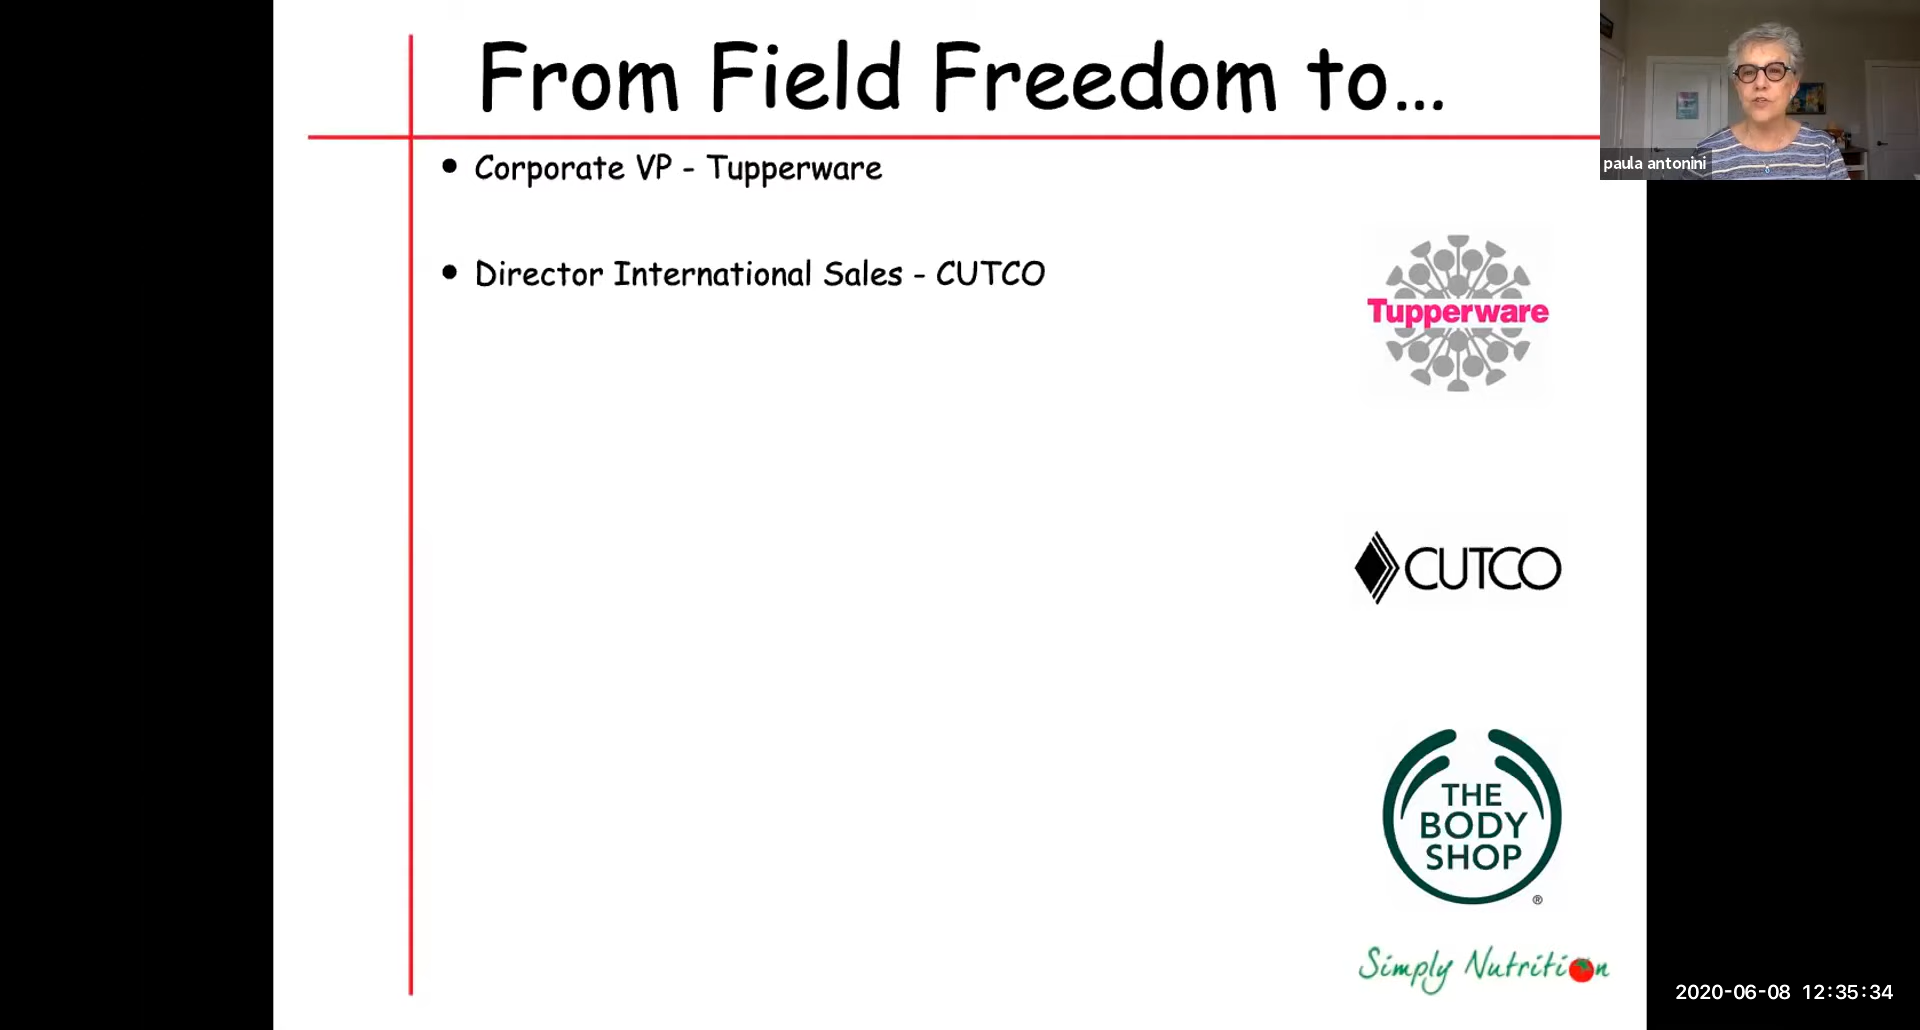 From Field Freedom to...
paula antonini
• Corporate VP - Tupperware
• Director International Sales - CUTCO
Tupperware
CUTCO
THE
BODY
SHOP
®
Simply Nutrition
2020-06-08 12:35:34